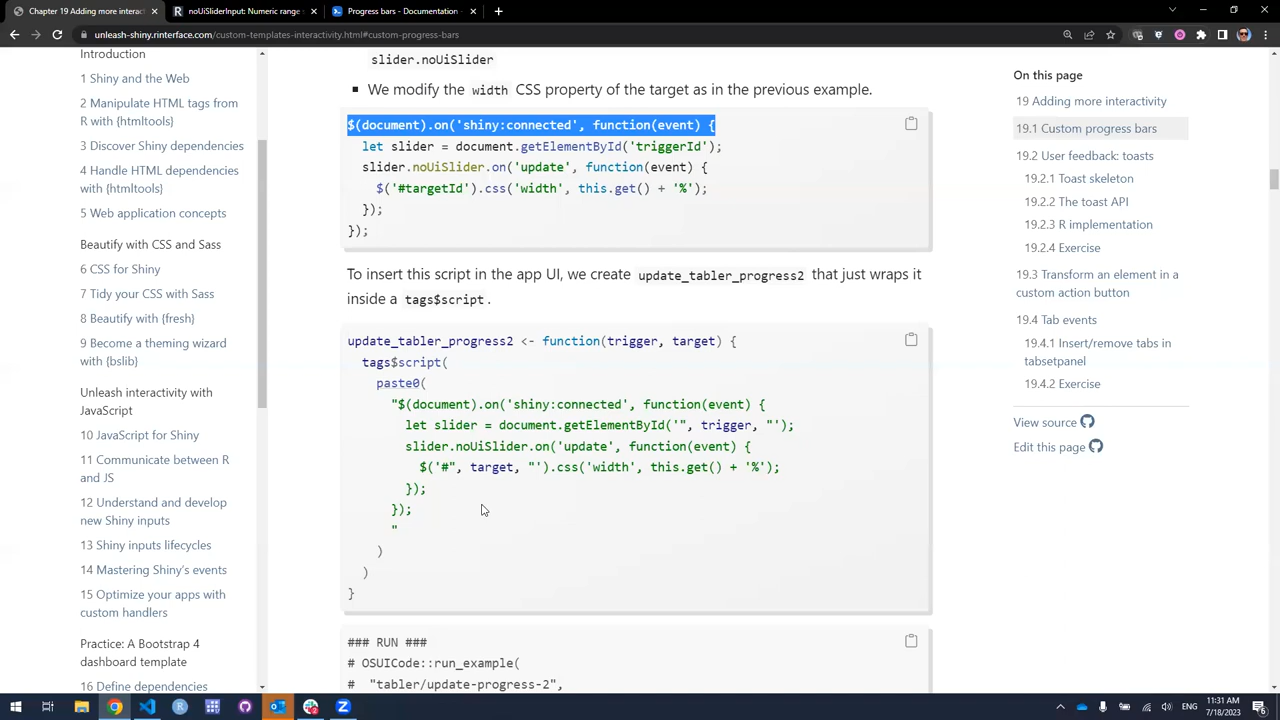 Chapter 19 Adding more interac
noUiSliderInput: Numeric range s
Progress bars - Documentation -
unleash-shiny.rinterface.com/custom-templates-interactivity.html#custom-progress-bars
Introduction
1 Shiny and the Web
2 Manipulate HTML tags from
R with {htmltools}
3 Discover Shiny dependencies
4 Handle HTML dependencies
with {htmltools}
5 Web application concepts
Beautify with CSS and Sass
6 CSS for Shiny
7 Tidy your CSS with Sass
8 Beautify with {fresh}
9 Become a theming wizard
with {bslib}
Unleash interactivity with
JavaScript
10 JavaScript for Shiny
11 Communicate between R
and JS
12 Understand and develop
new Shiny inputs
13 Shiny inputs lifecycles
14 Mastering Shiny's events
15 Optimize your apps with
custom handlers
Practice: A Bootstrap 4
dashboard template
16 Define dependencies
slider.noUiSlider
▪ We modify the width CSS property of the target as in the previous example.
$(document).on('shiny:connected', function(event) {
let slider = document.getElementById('triggerId');
slider.noUiSlider.on('update', function(event) {
$('#targetId').css('width', this.get() + '%');
});
});
To insert this script in the app UI, we create update_tabler_progress2 that just wraps it
inside a tags$script.
update_tabler_progress2 <- function(trigger, target) {
tags$script(
paste0(
"$(document).on('shiny:connected', function(event) {
let slider = document.getElementById('", trigger, "');
slider.noUiSlider.on('update', function(event) {
$('#", target, "').css('width', this.get() + '%');
});
});
"
)
)
}
### RUN ###
# OSUICode::run_example(
# "tabler/update-progress-2",
On this page
19 Adding more interactivity
19.1 Custom progress bars
19.2 User feedback: toasts
19.2.1 Toast skeleton
19.2.2 The toast API
19.2.3 R implementation
19.2.4 Exercise
19.3 Transform an element in a
custom action button
19.4 Tab events
19.4.1 Insert/remove tabs in
tabsetpanel
19.4.2 Exercise
View source
Edit this page
ENG
11:31 AM
7/18/2023